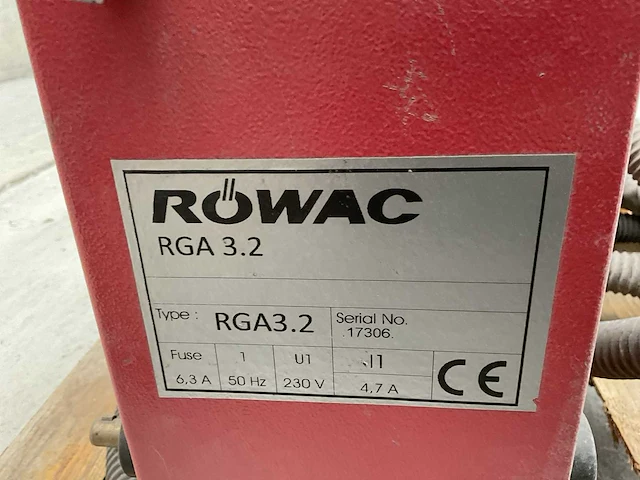 RÖWAC
RGA 3.2
Type : RGA3.2 Serial No.
.17306.
Fuse 1 U1 I1
6,3 A 50 Hz 230 V 4,7 A
CE